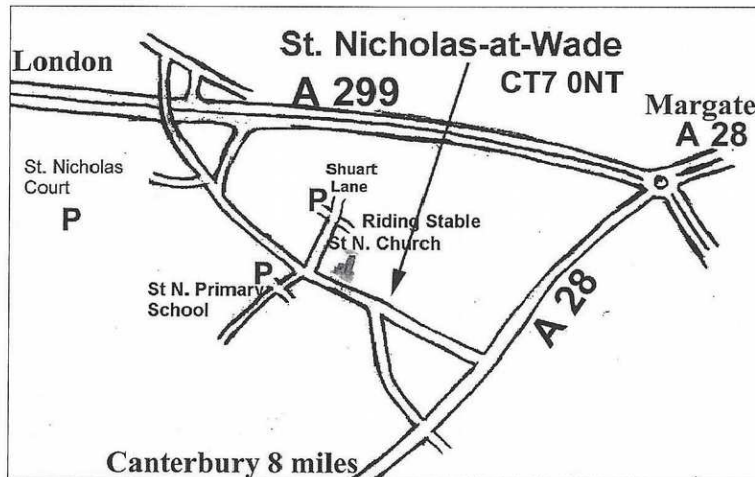 St. Nicholas-at-Wade
CT7 0NT
London
A 299
Margate
A 28
St. Nicholas
Court
P
Shuart
Lane
P
Riding Stable
St N. Church
P
St N. Primary
School
A 28
Canterbury 8 miles